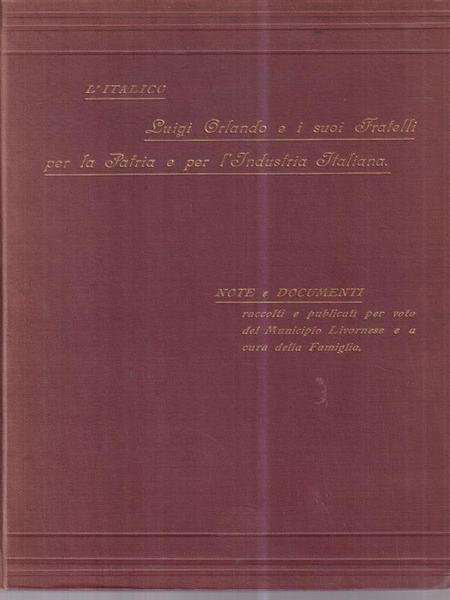 L'ITALICO
Luigi Orlando e i suoi Fratelli
per la Patria e per l'Industria Italiana.
NOTE e DOCUMENTI
raccolti e publicati per voto
del Municipio Livornese e a
cura della Famiglia.